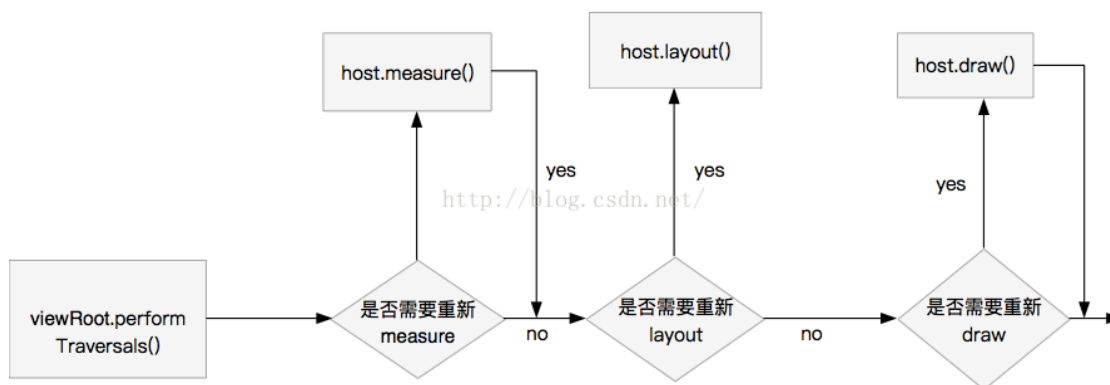 host.measure()
host.layout()
host.draw()
yes
yes
yes
http://blog.csdn.net/
viewRoot.perform
Traversals()
是否需要重新
measure
no
是否需要重新
layout
no
是否需要重新
draw